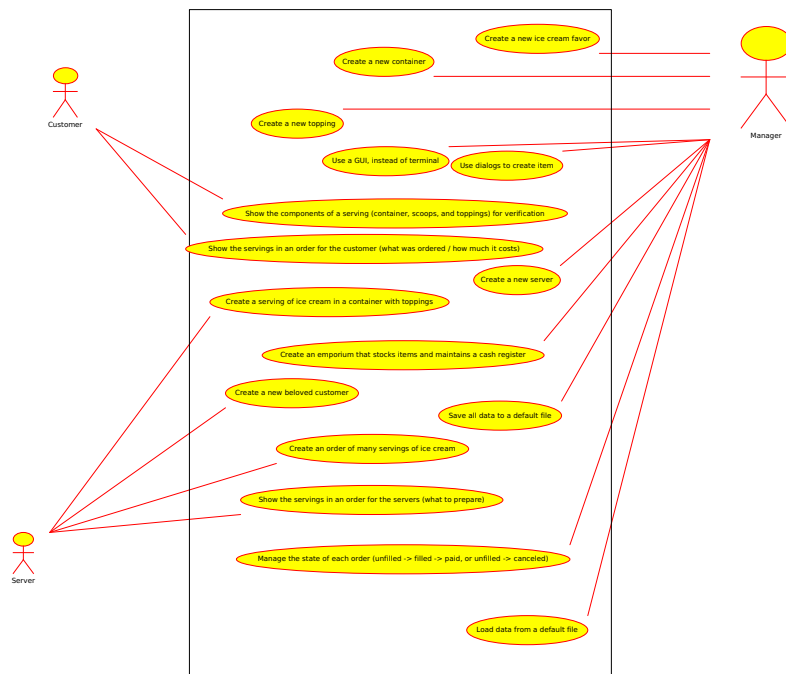 Create a new ice cream favor
Create a new container
Customer
Manager
Create a new topping
Use a GUI, instead of terminal
Use dialogs to create item
Show the components of a serving (container, scoops, and toppings) for verification
Show the servings in an order for the customer (what was ordered / how much it costs)
Create a new server
Create a serving of ice cream in a container with toppings
Create an emporium that stocks items and maintains a cash register
Create a new beloved customer
Save all data to a default file
Create an order of many servings of ice cream
Show the servings in an order for the servers (what to prepare)
Manage the state of each order (unfilled -> filled -> paid, or unfilled -> canceled)
Server
Load data from a default file